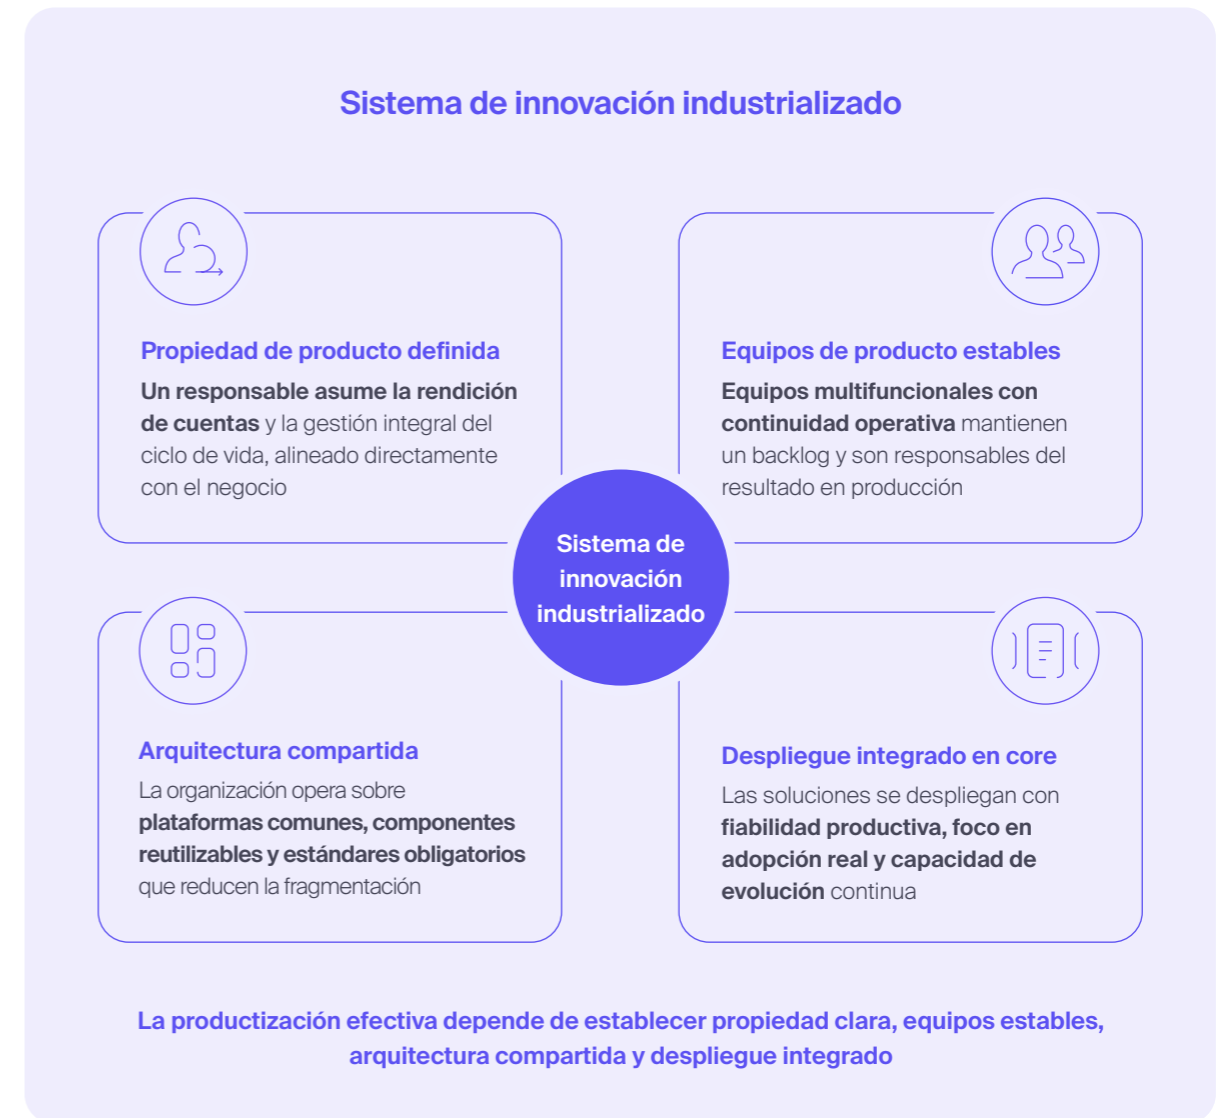 Sistema de innovación industrializado
Propiedad de producto definida
Un responsable asume la rendición
de cuentas y la gestión integral del
ciclo de vida, alineado directamente
con el negocio
Equipos de producto estables
Equipos multifuncionales con
continuidad operativa mantienen
un backlog y son responsables del
resultado en producción
Sistema de
innovación
industrializado
Arquitectura compartida
La organización opera sobre
plataformas comunes, componentes
reutilizables y estándares obligatorios
que reducen la fragmentación
Despliegue integrado en core
Las soluciones se despliegan con
fiabilidad productiva, foco en
adopción real y capacidad de
evolución continua
La productización efectiva depende de establecer propiedad clara, equipos estables,
arquitectura compartida y despliegue integrado